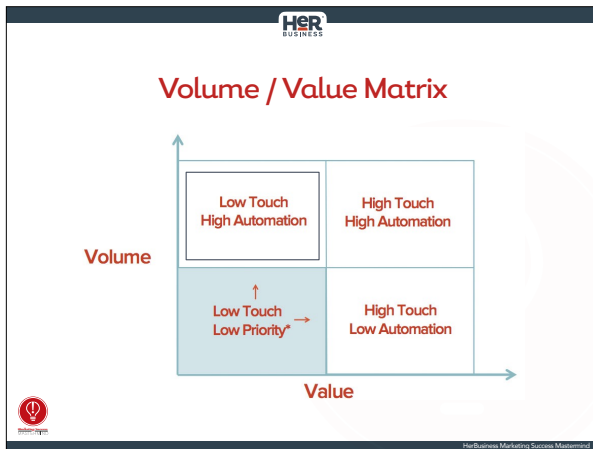 HER
BUSINESS
Volume / Value Matrix
Low Touch
High Automation
High Touch
High Automation
Volume
Low Touch
Low Priority*
High Touch
Low Automation
Value
HerBusiness Marketing Success Mastermind